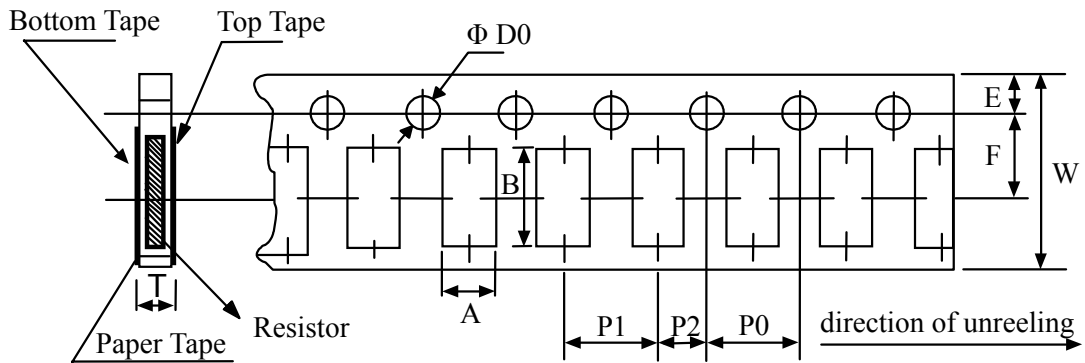 Bottom Tape
Top Tape
Φ D0
E
F
W
B
T
A
Resistor
Paper Tape
P1
P2
P0
direction of unreeling